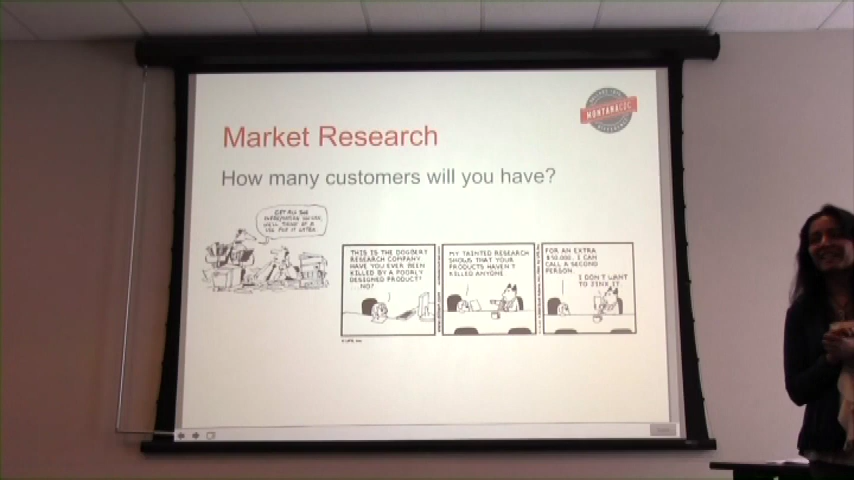 MONTANA
Market Research
How many customers will you have?
GET ALL THE
INFORMATION YOU CAN,
WE'LL THINK OF A
USE FOR IT LATER.
THIS IS THE DOGBERT
RESEARCH COMPANY.
HAVE YOU EVER BEEN
KILLED BY A POORLY
DESIGNED PRODUCT?
...NO?
MY TAINTED RESEARCH
SHOWS THAT YOUR
PRODUCTS HAVEN'T
KILLED ANYONE.
FOR AN EXTRA
$50,000, I CAN
CALL A SECOND
PERSON.
I DON'T WANT
TO JINX IT.